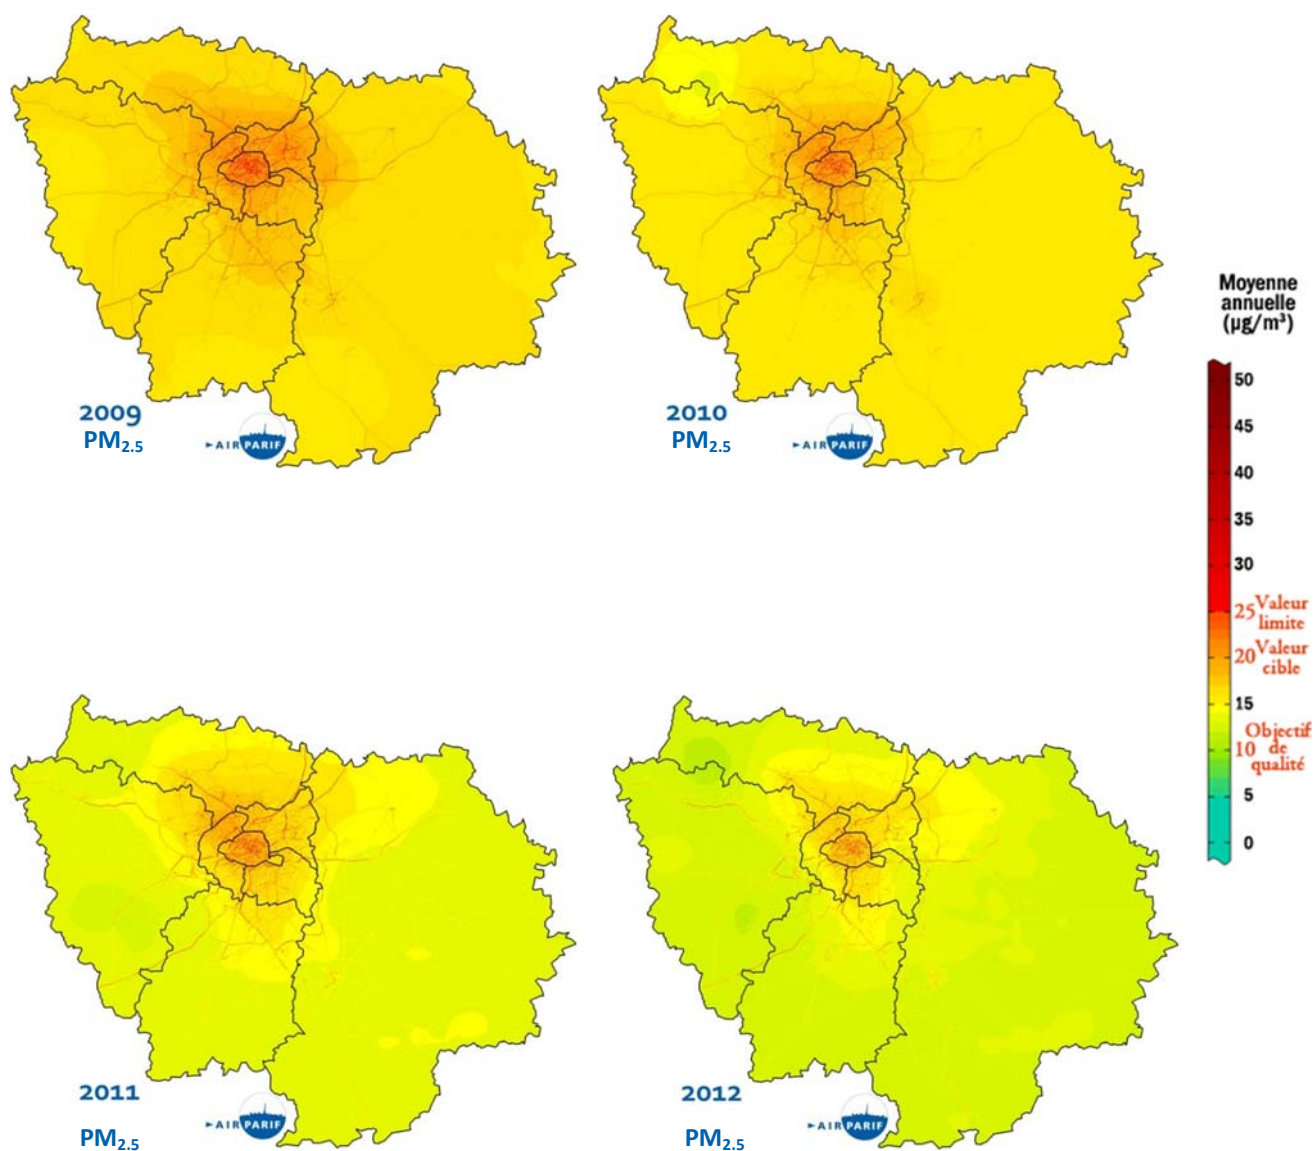 2009
PM2.5
AIRPARIF
2010
PM2.5
AIRPARIF
Moyenne
annuelle
(µg/m³)
50
45
40
35
30
25 Valeur
limite
20 Valeur
cible
15
Objectif
10 de
qualité
5
0
2011
PM2.5
AIRPARIF
2012
PM2.5
AIRPARIF